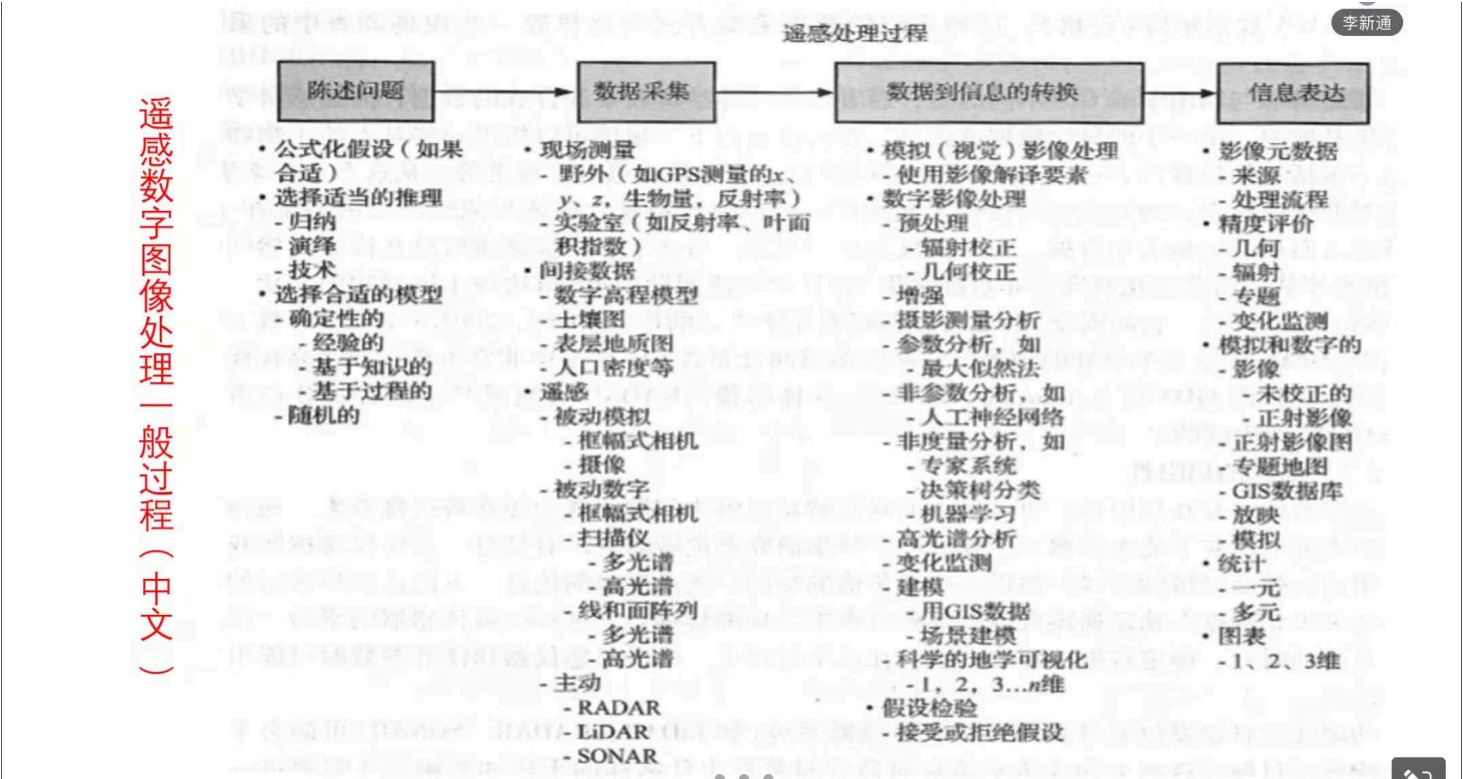 李新通
遥感数字图像处理一般过程（中文）
遥感处理过程
陈述问题
• 公式化假设（如果
合适）
• 选择适当的推理
- 归纳
- 演绎
- 技术
• 选择合适的模型
- 确定性的
- 经验的
- 基于知识的
- 基于过程的
- 随机的
数据采集
• 现场测量
野外（如GPS测量的x、
y，z，生物量，反射率）
- 实验室（如反射率、叶面
积指数）
• 间接数据
- 数字高程模型
- 土壤图
- 表层地质图
- 人口密度等
• 遥感
- 被动模拟
- 框幅式相机
- 摄像
- 被动数字
- 框幅式相机
- 扫描仪
- 多光谱
- 高光谱
- 线和面阵列
- 多光谱
- 高光谱
- 主动
- RADAR
- LiDAR
- SONAR
数据到信息的转换
• 模拟（视觉）影像处理
- 使用影像解译要素
• 数字影像处理
- 预处理
- 辐射校正
- 几何校正
- 增强
- 摄影测量分析
- 参数分析，如
- 最大似然法
- 非参数分析，如
- 人工神经网络
- 非度量分析，如
- 专家系统
- 决策树分类
- 机器学习
- 高光谱分析
- 变化监测
- 建模
- 用GIS数据
- 场景建模
- 科学的地学可视化
- 1，2，3…n维
• 假设检验
- 接受或拒绝假设
信息表达
• 影像元数据
- 来源
- 处理流程
• 精度评价
- 几何
- 辐射
- 专题
- 变化监测
• 模拟和数字的
影像
- 未校正的
- 正射影像
- 正射影像图
- 专题地图
- GIS数据库
- 放映
- 模拟
• 统计
- 一元
- 多元
• 图表
- 1、2、3维